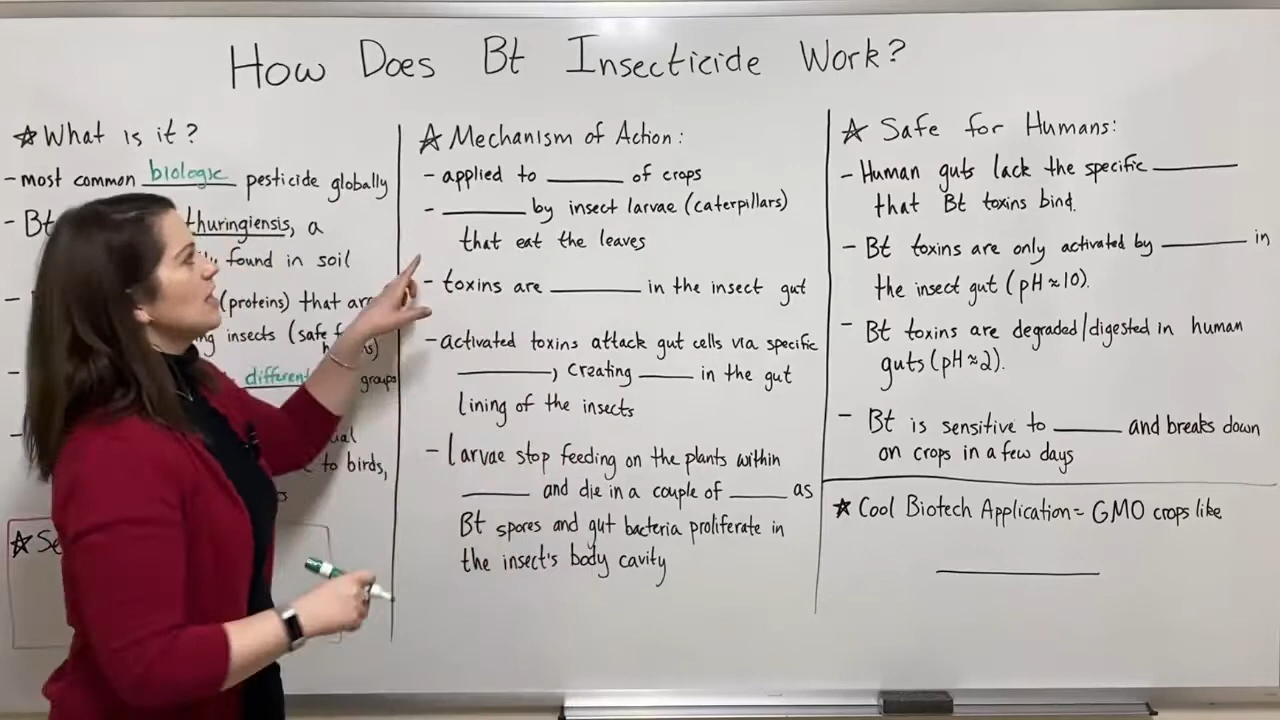 How Does Bt Insecticide Work?
☆ What is it?
- most common biologic pesticide globally
- Bt thuringiensis, a
found in soil
- (proteins) that are
insects (safe
- different groups
-
to birds,
☆ Mechanism of Action:
- applied to ______ of crops
- ______ by insect larvae (caterpillars)
that eat the leaves
- toxins are ______ in the insect gut
- activated toxins attack gut cells via specific
______, creating ______ in the gut
lining of the insects
- Larvae stop feeding on the plants within
______ and die in a couple of ______ as
Bt spores and gut bacteria proliferate in
the insect's body cavity
☆ Safe for Humans:
- Human guts lack the specific ______
that Bt toxins bind.
- Bt toxins are only activated by ______ in
the insect gut (pH ≈ 10).
- Bt toxins are degraded/digested in human
guts (pH ≈ 2).
- Bt is sensitive to ______ and breaks down
on crops in a few days
☆ Cool Biotech Application = GMO crops like
______